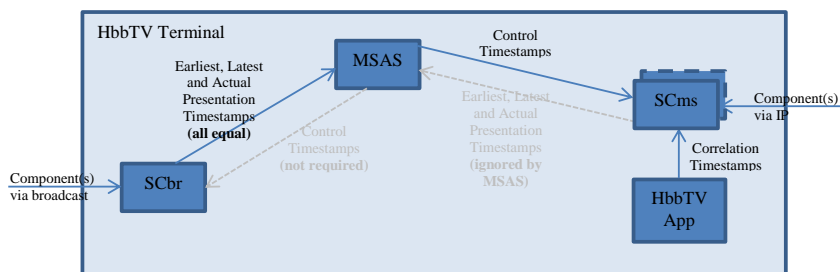 HbbTV Terminal
Earliest, Latest
and Actual
Presentation
Timestamps
(all equal)
MSAS
Control
Timestamps
Earliest, Latest
and Actual
Presentation
Timestamps
(ignored by
MSAS)
Control
Timestamps
(not required)
SCms
Component(s)
via IP
Correlation
Timestamps
Component(s)
via broadcast
SCbr
HbbTV
App